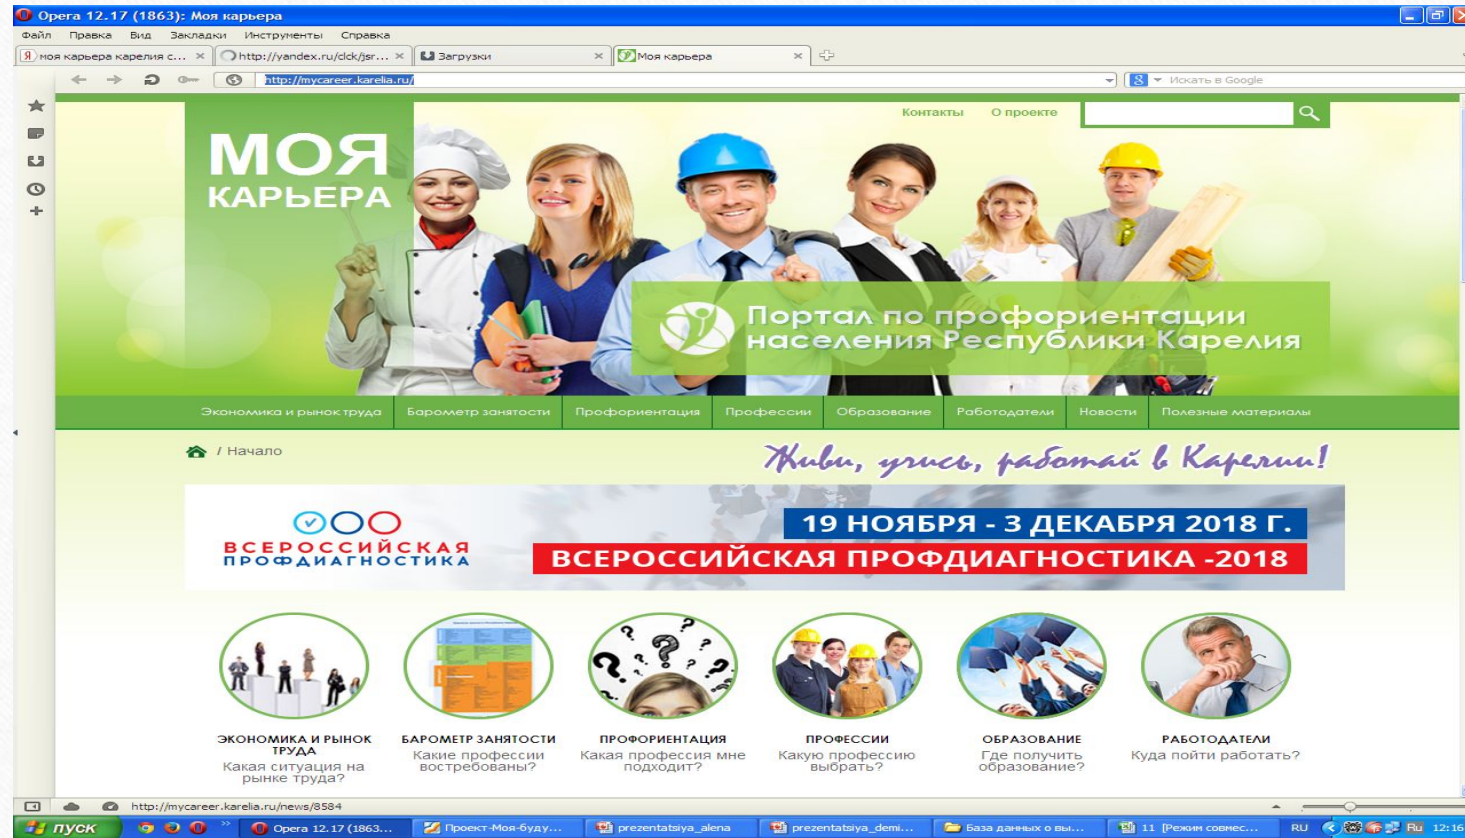 Opera 12.17 (1863): Моя карьера
Файл Правка Вид Закладки Инструменты Справка
моя карьера карелия с... http://yandex.ru/clck/jsr... Загрузки Моя карьера
http://mycareer.karelia.ru/ Искать в Google
Контакты О проекте
МОЯ
КАРЬЕРА
Портал по профориентации
населения Республики Карелия
Экономика и рынок труда Барометр занятости Профориентация Профессии Образование Работодатели Новости Полезные материалы
/ Начало
Живи, учись, работай в Карелии!
19 НОЯБРЯ - 3 ДЕКАБРЯ 2018 Г.
ВСЕРОССИЙСКАЯ
ПРОФДИАГНОСТИКА
ВСЕРОССИЙСКАЯ ПРОФДИАГНОСТИКА -2018
ЭКОНОМИКА И РЫНОК
ТРУДА
Какая ситуация на
рынке труда?
БАРОМЕТР ЗАНЯТОСТИ
Какие профессии
востребованы?
ПРОФОРИЕНТАЦИЯ
Какая профессия мне
подходит?
ПРОФЕССИИ
Какую профессию
выбрать?
ОБРАЗОВАНИЕ
Где получить
образование?
РАБОТОДАТЕЛИ
Куда пойти работать?
http://mycareer.karelia.ru/news/8584
пуск Opera 12.17 (1863... Проект-Моя-буду... prezentatsiya_alena prezentatsiya_demi... База данных о вы... 11 [Режим совмес... RU Ru 12:16